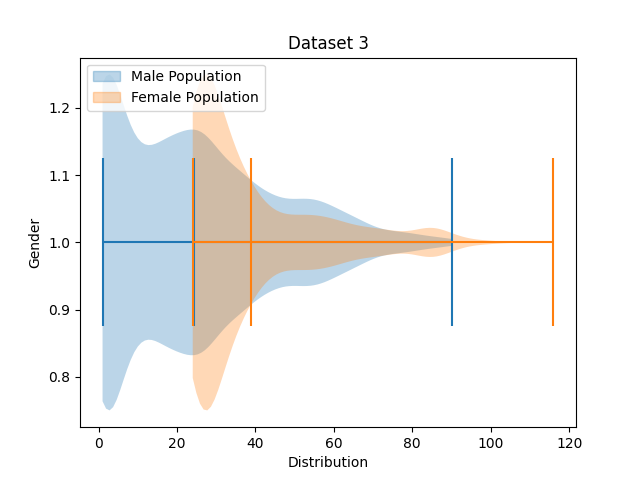 Dataset 3
Male Population
Female Population
1.2
1.1
1.0
0.9
0.8
Gender
0
20
40
60
80
100
120
Distribution